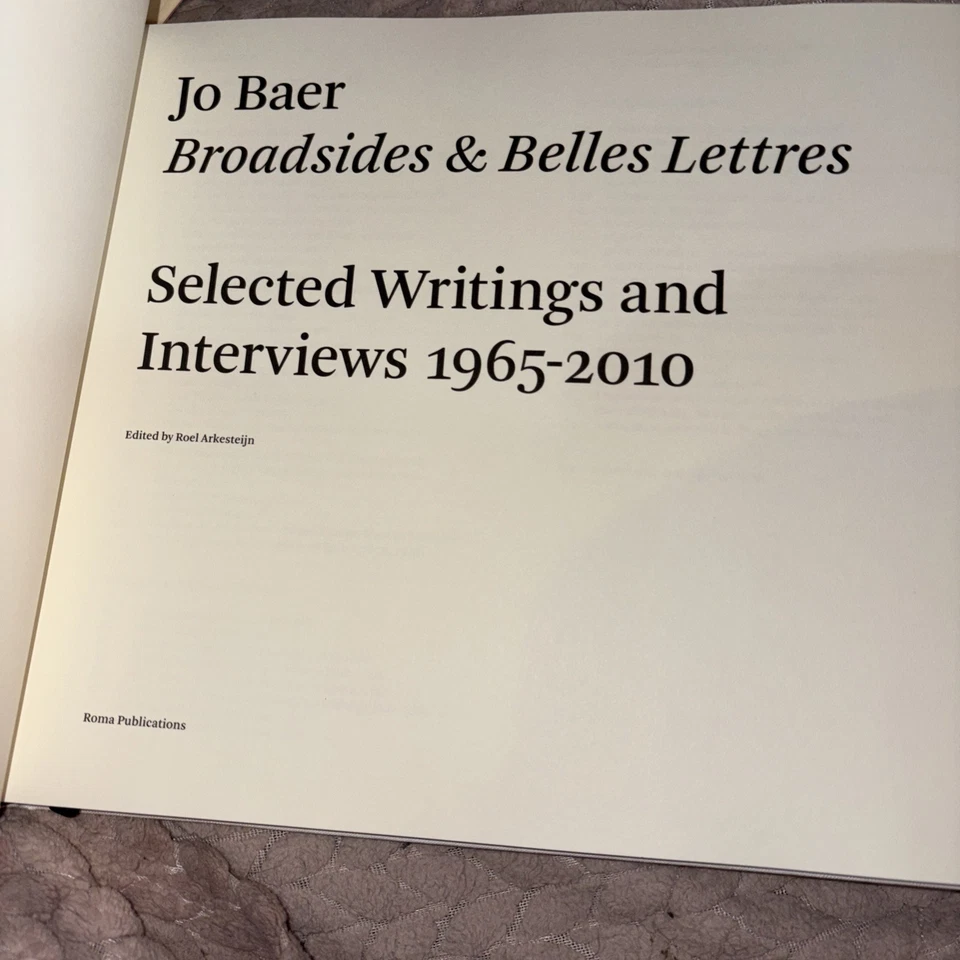 Jo Baer
Broadsides & Belles Lettres
Selected Writings and
Interviews 1965-2010
Edited by Roel Arkesteijn
Roma Publications